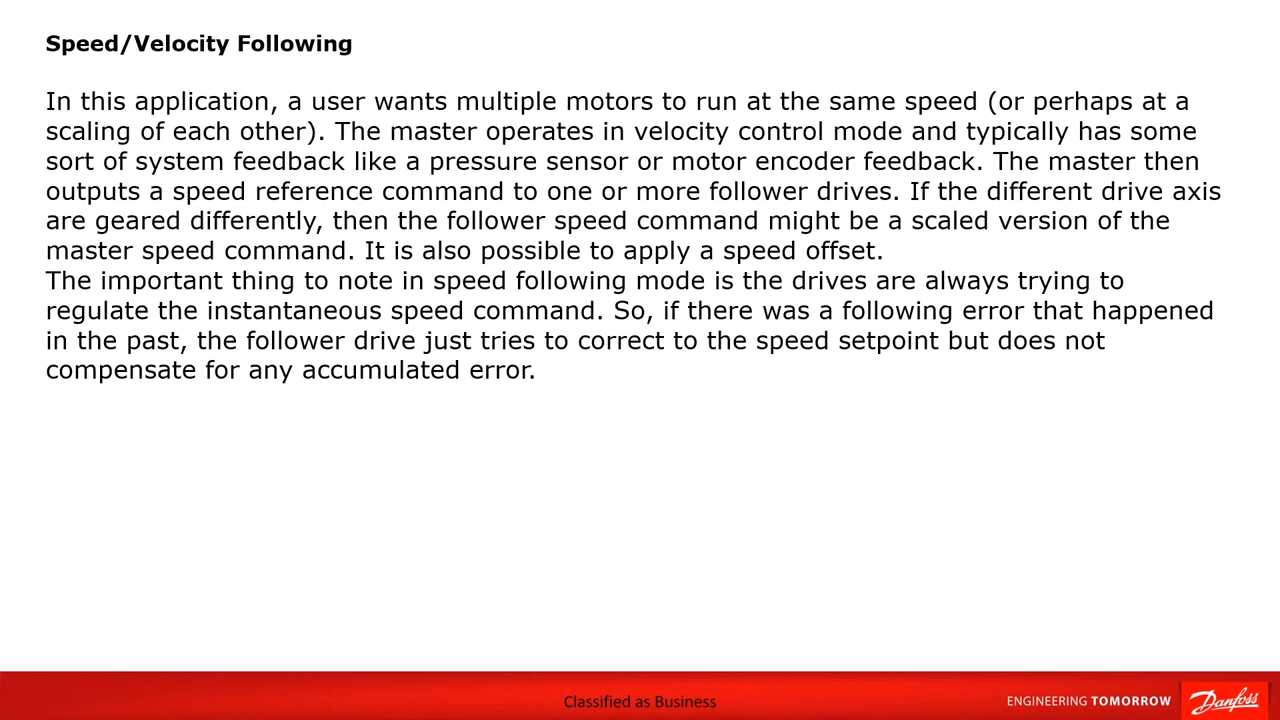 Speed/Velocity Following
In this application, a user wants multiple motors to run at the same speed (or perhaps at a
scaling of each other). The master operates in velocity control mode and typically has some
sort of system feedback like a pressure sensor or motor encoder feedback. The master then
outputs a speed reference command to one or more follower drives. If the different drive axis
are geared differently, then the follower speed command might be a scaled version of the
master speed command. It is also possible to apply a speed offset.
The important thing to note in speed following mode is the drives are always trying to
regulate the instantaneous speed command. So, if there was a following error that happened
in the past, the follower drive just tries to correct to the speed setpoint but does not
compensate for any accumulated error.
Classified as Business
ENGINEERING TOMORROW
Danfoss